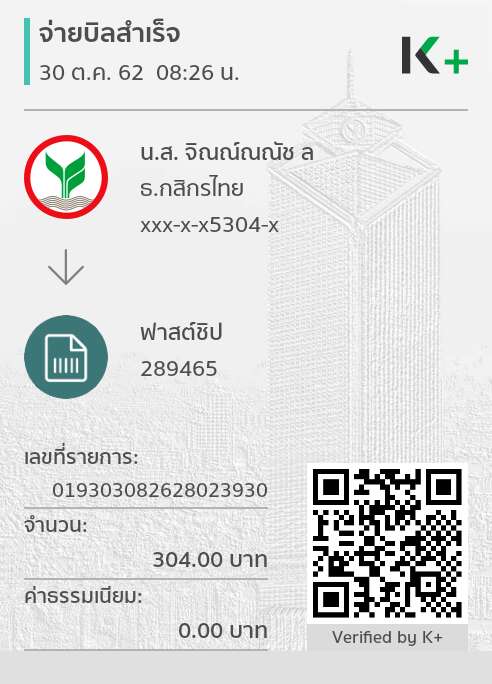 จ่ายบิลสำเร็จ
30 ต.ค. 62 08:26 น.
K+
น.ส. จิณณ์ณณัช ล
ธ.กสิกรไทย
xxx-x-x5304-x
ฟาสต์ชิป
289465
เลขที่รายการ:
019303082628023930
จำนวน:
304.00 บาท
ค่าธรรมเนียม:
0.00 บาท
Verified by K+